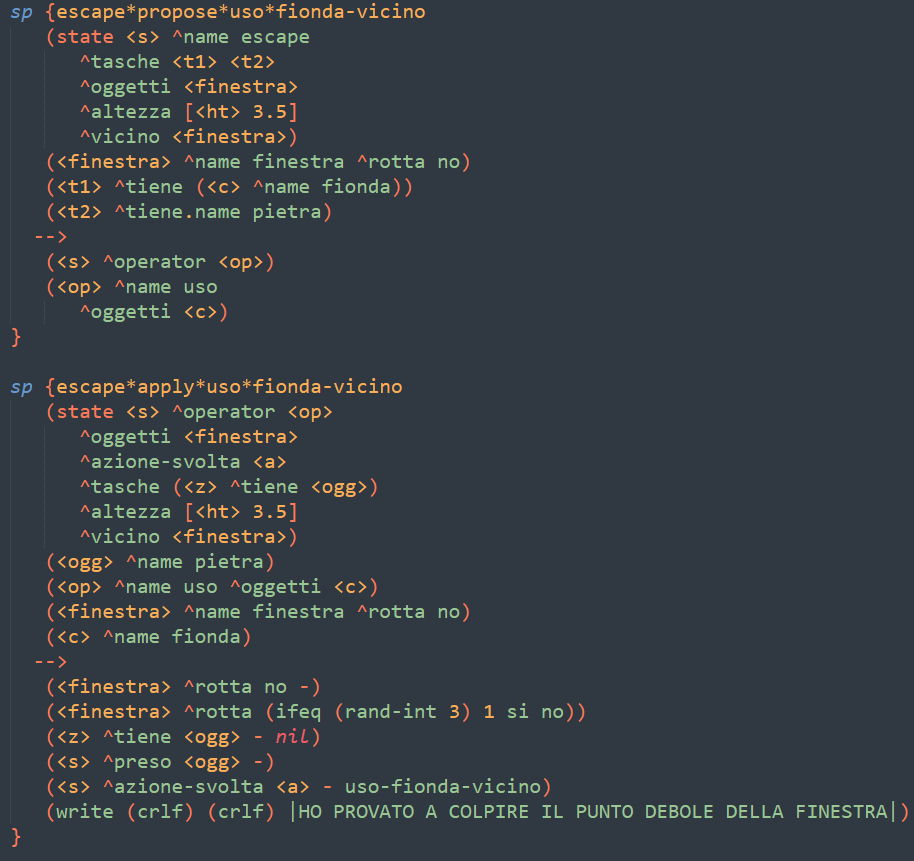 sp {escape*propose*uso*fionda-vicino
(state <s> ^name escape
^tasche <t1> <t2>
^oggetti <finestra>
^altezza [<ht> 3.5]
^vicino <finestra>)
(<finestra> ^name finestra ^rotta no)
(<t1> ^tiene (<c> ^name fionda))
(<t2> ^tiene.name pietra)
-->
(<s> ^operator <op>)
(<op> ^name uso
^oggetti <c>)
}
sp {escape*apply*uso*fionda-vicino
(state <s> ^operator <op>
^oggetti <finestra>
^azione-svolta <a>
^tasche (<z> ^tiene <ogg>)
^altezza [<ht> 3.5]
^vicino <finestra>)
(<ogg> ^name pietra)
(<op> ^name uso ^oggetti <c>)
(<finestra> ^name finestra ^rotta no)
(<c> ^name fionda)
-->
(<finestra> ^rotta no -)
(<finestra> ^rotta (ifeq (rand-int 3) 1 si no))
(<z> ^tiene <ogg> - nil)
(<s> ^preso <ogg> -)
(<s> ^azione-svolta <a> - uso-fionda-vicino)
(write (crlf) (crlf) |HO PROVATO A COLPIRE IL PUNTO DEBOLE DELLA FINESTRA|)
}